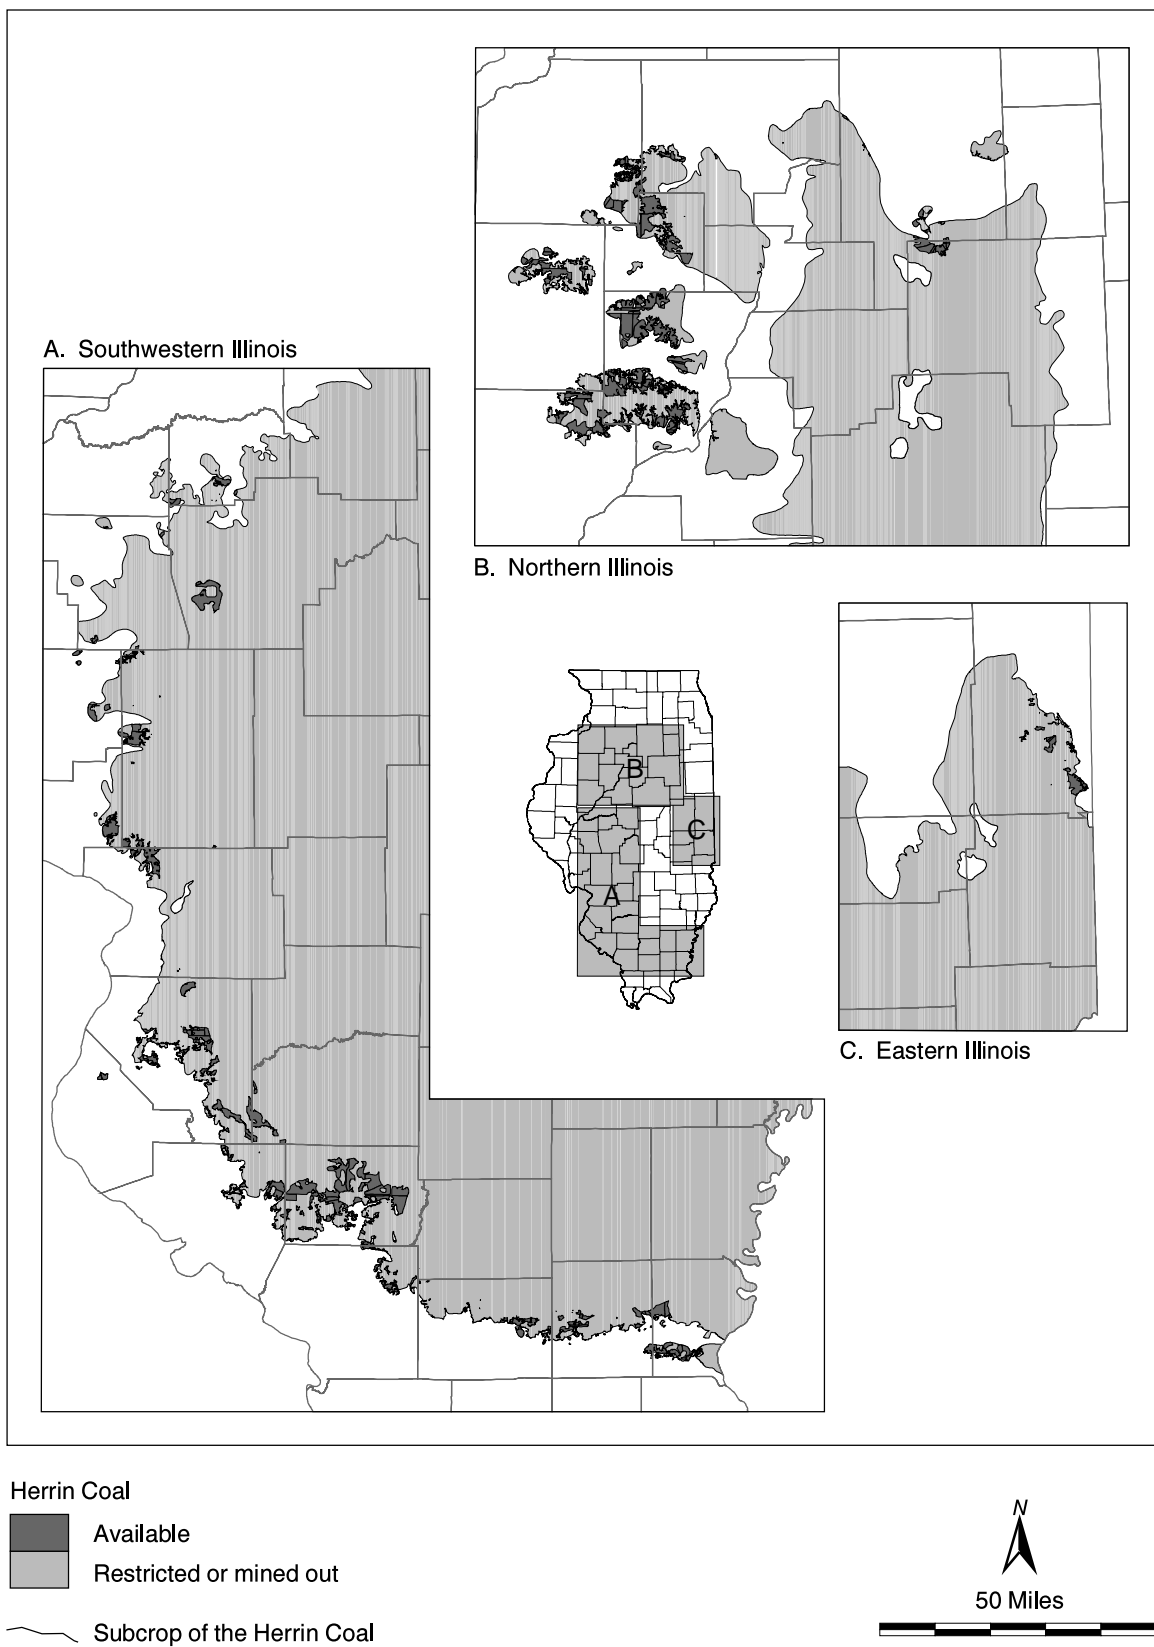 A. Southwestern Illinois
B. Northern Illinois
B
C
A
C. Eastern Illinois
Herrin Coal
Available
Restricted or mined out
Subcrop of the Herrin Coal
N
50 Miles